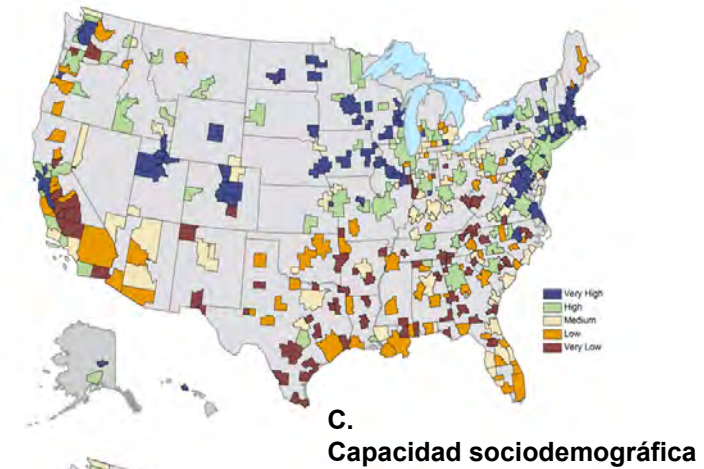 Very High
High
Medium
Low
Very Low
C.
Capacidad sociodemográfica